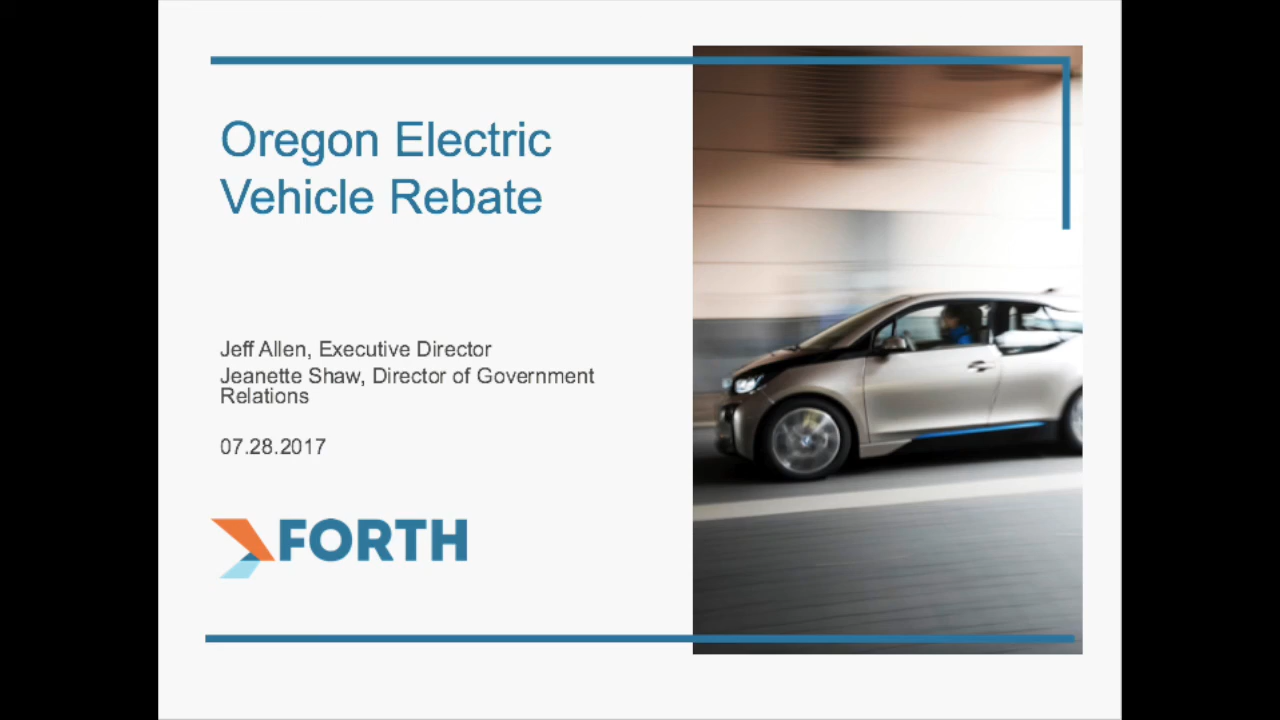 Oregon Electric
Vehicle Rebate
Jeff Allen, Executive Director
Jeanette Shaw, Director of Government
Relations
07.28.2017
FORTH